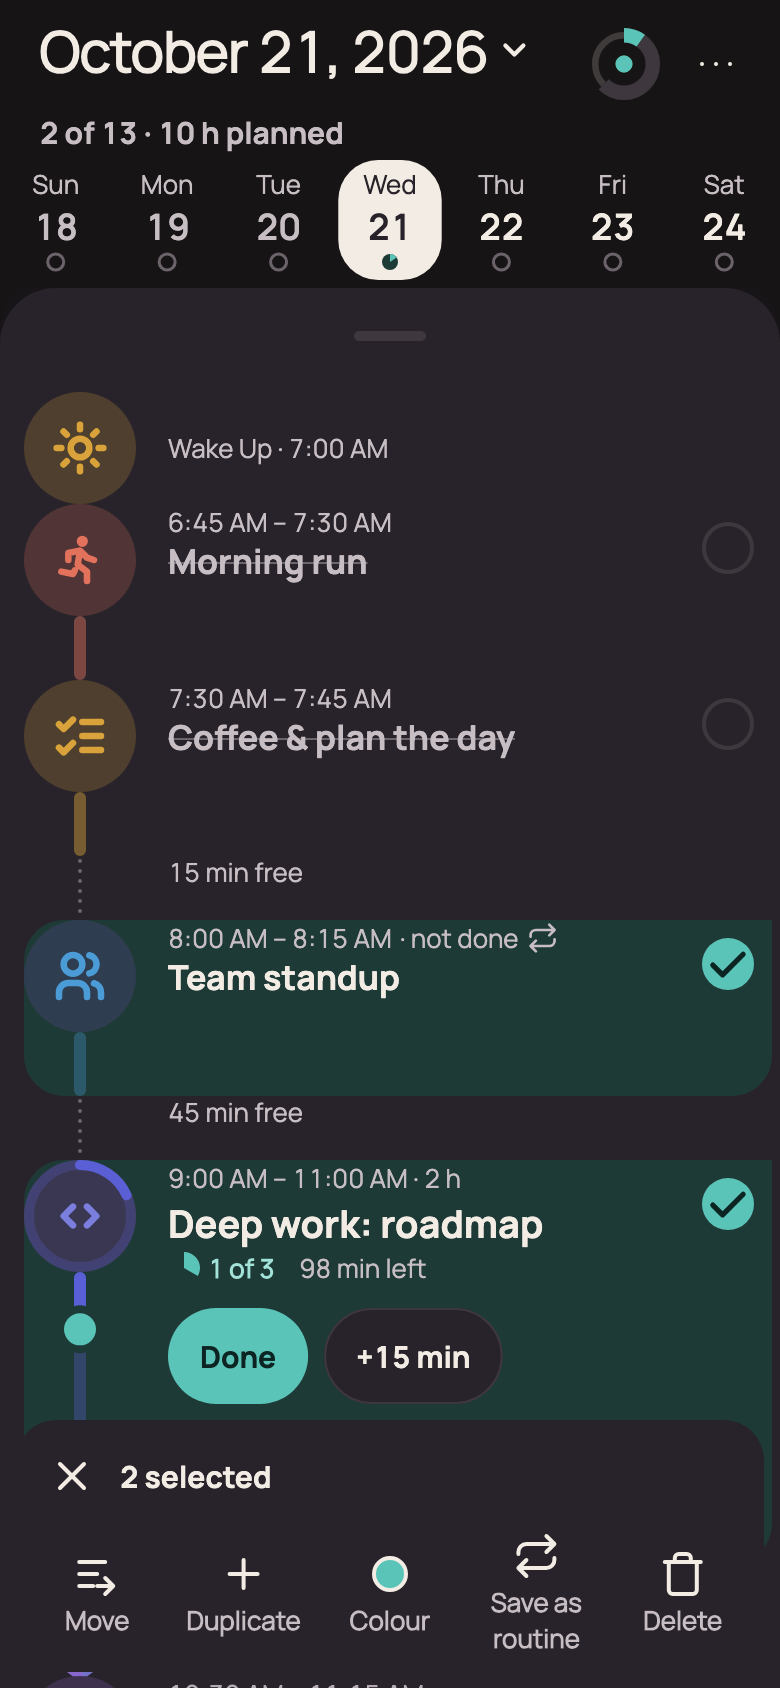 October 21, 2026
...
2 of 13 · 10 h planned
Sun Mon Tue Wed Thu Fri Sat
18 19 20 21 22 23 24
Wake Up · 7:00 AM
6:45 AM – 7:30 AM
Morning run
7:30 AM – 7:45 AM
Coffee & plan the day
15 min free
8:00 AM – 8:15 AM · not done
Team standup
45 min free
9:00 AM – 11:00 AM · 2 h
Deep work: roadmap
1 of 3 98 min left
Done +15 min
2 selected
Move Duplicate Colour Save as routine Delete